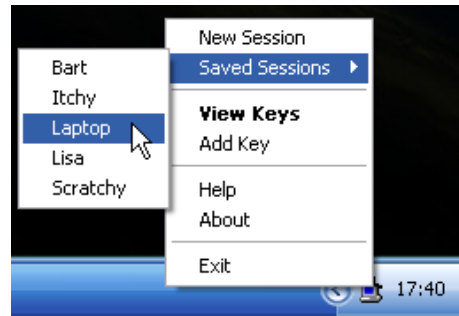 New Session
Saved Sessions
View Keys
Add Key
Help
About
Exit
Bart
Itchy
Laptop
Lisa
Scratchy
17:40